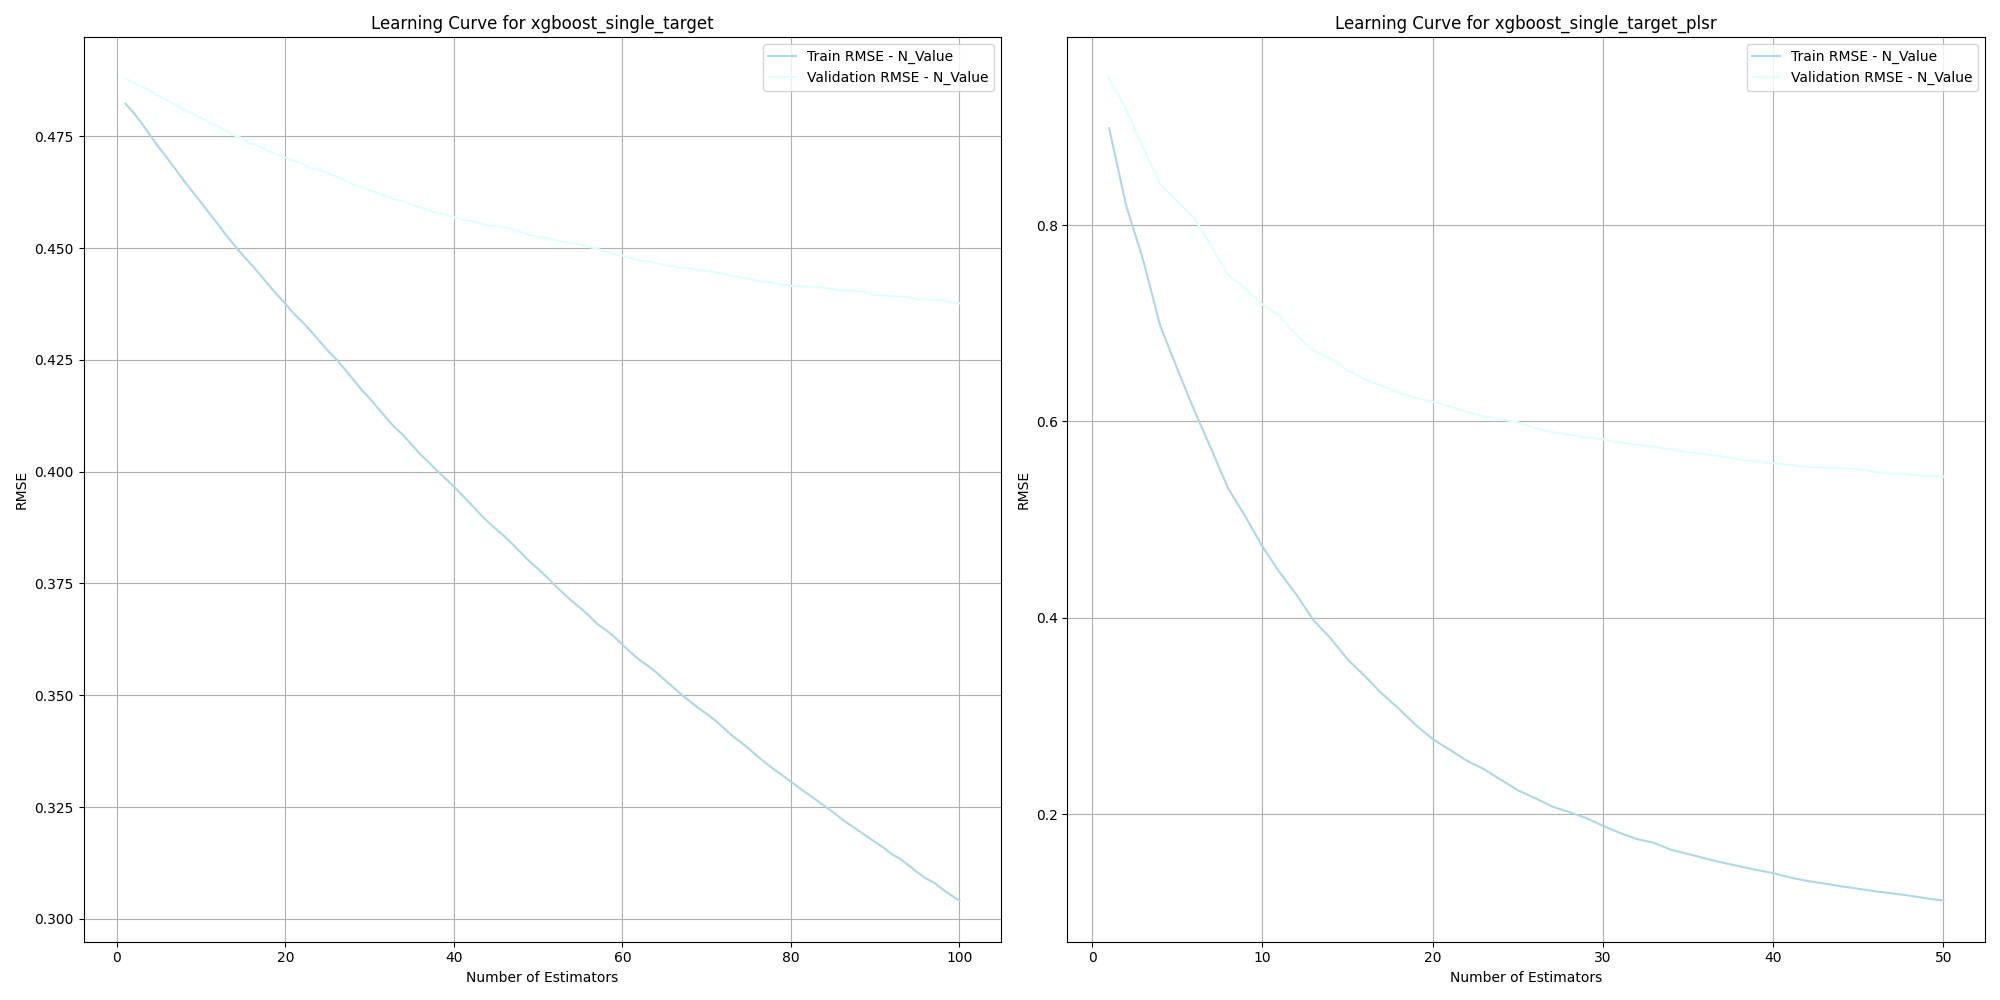 Learning Curve for xgboost_single_target
Train RMSE - N_Value
Validation RMSE - N_Value
RMSE
0.475
0.450
0.425
0.400
0.375
0.350
0.325
0.300
0
20
40
60
80
100
Number of Estimators
Learning Curve for xgboost_single_target_plsr
Train RMSE - N_Value
Validation RMSE - N_Value
RMSE
0.8
0.6
0.4
0.2
0
10
20
30
40
50
Number of Estimators